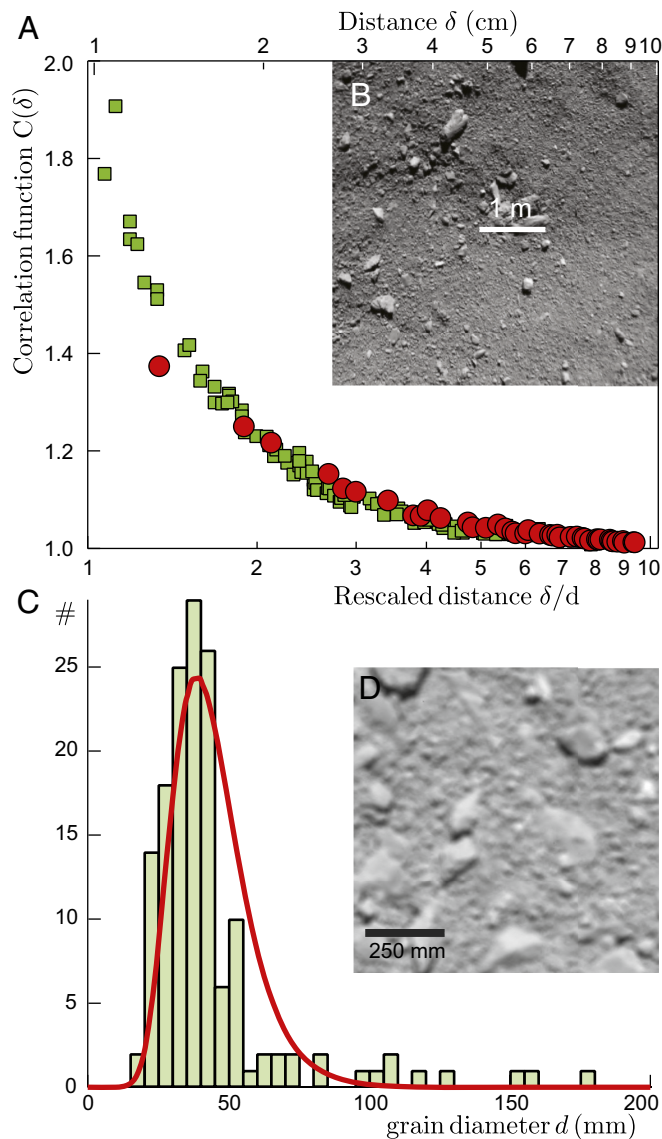 A
Distance δ (cm)
1 2 3 4 5 6 7 8 9 10
2.0
1.8
1.6
1.4
1.2
1.0
Correlation function C(δ)
B
1 m
1 2 3 4 5 6 7 8 9 10
Rescaled distance δ/d
C
#
25
20
15
10
5
0
D
250 mm
0 50 100 150 200
grain diameter d (mm)